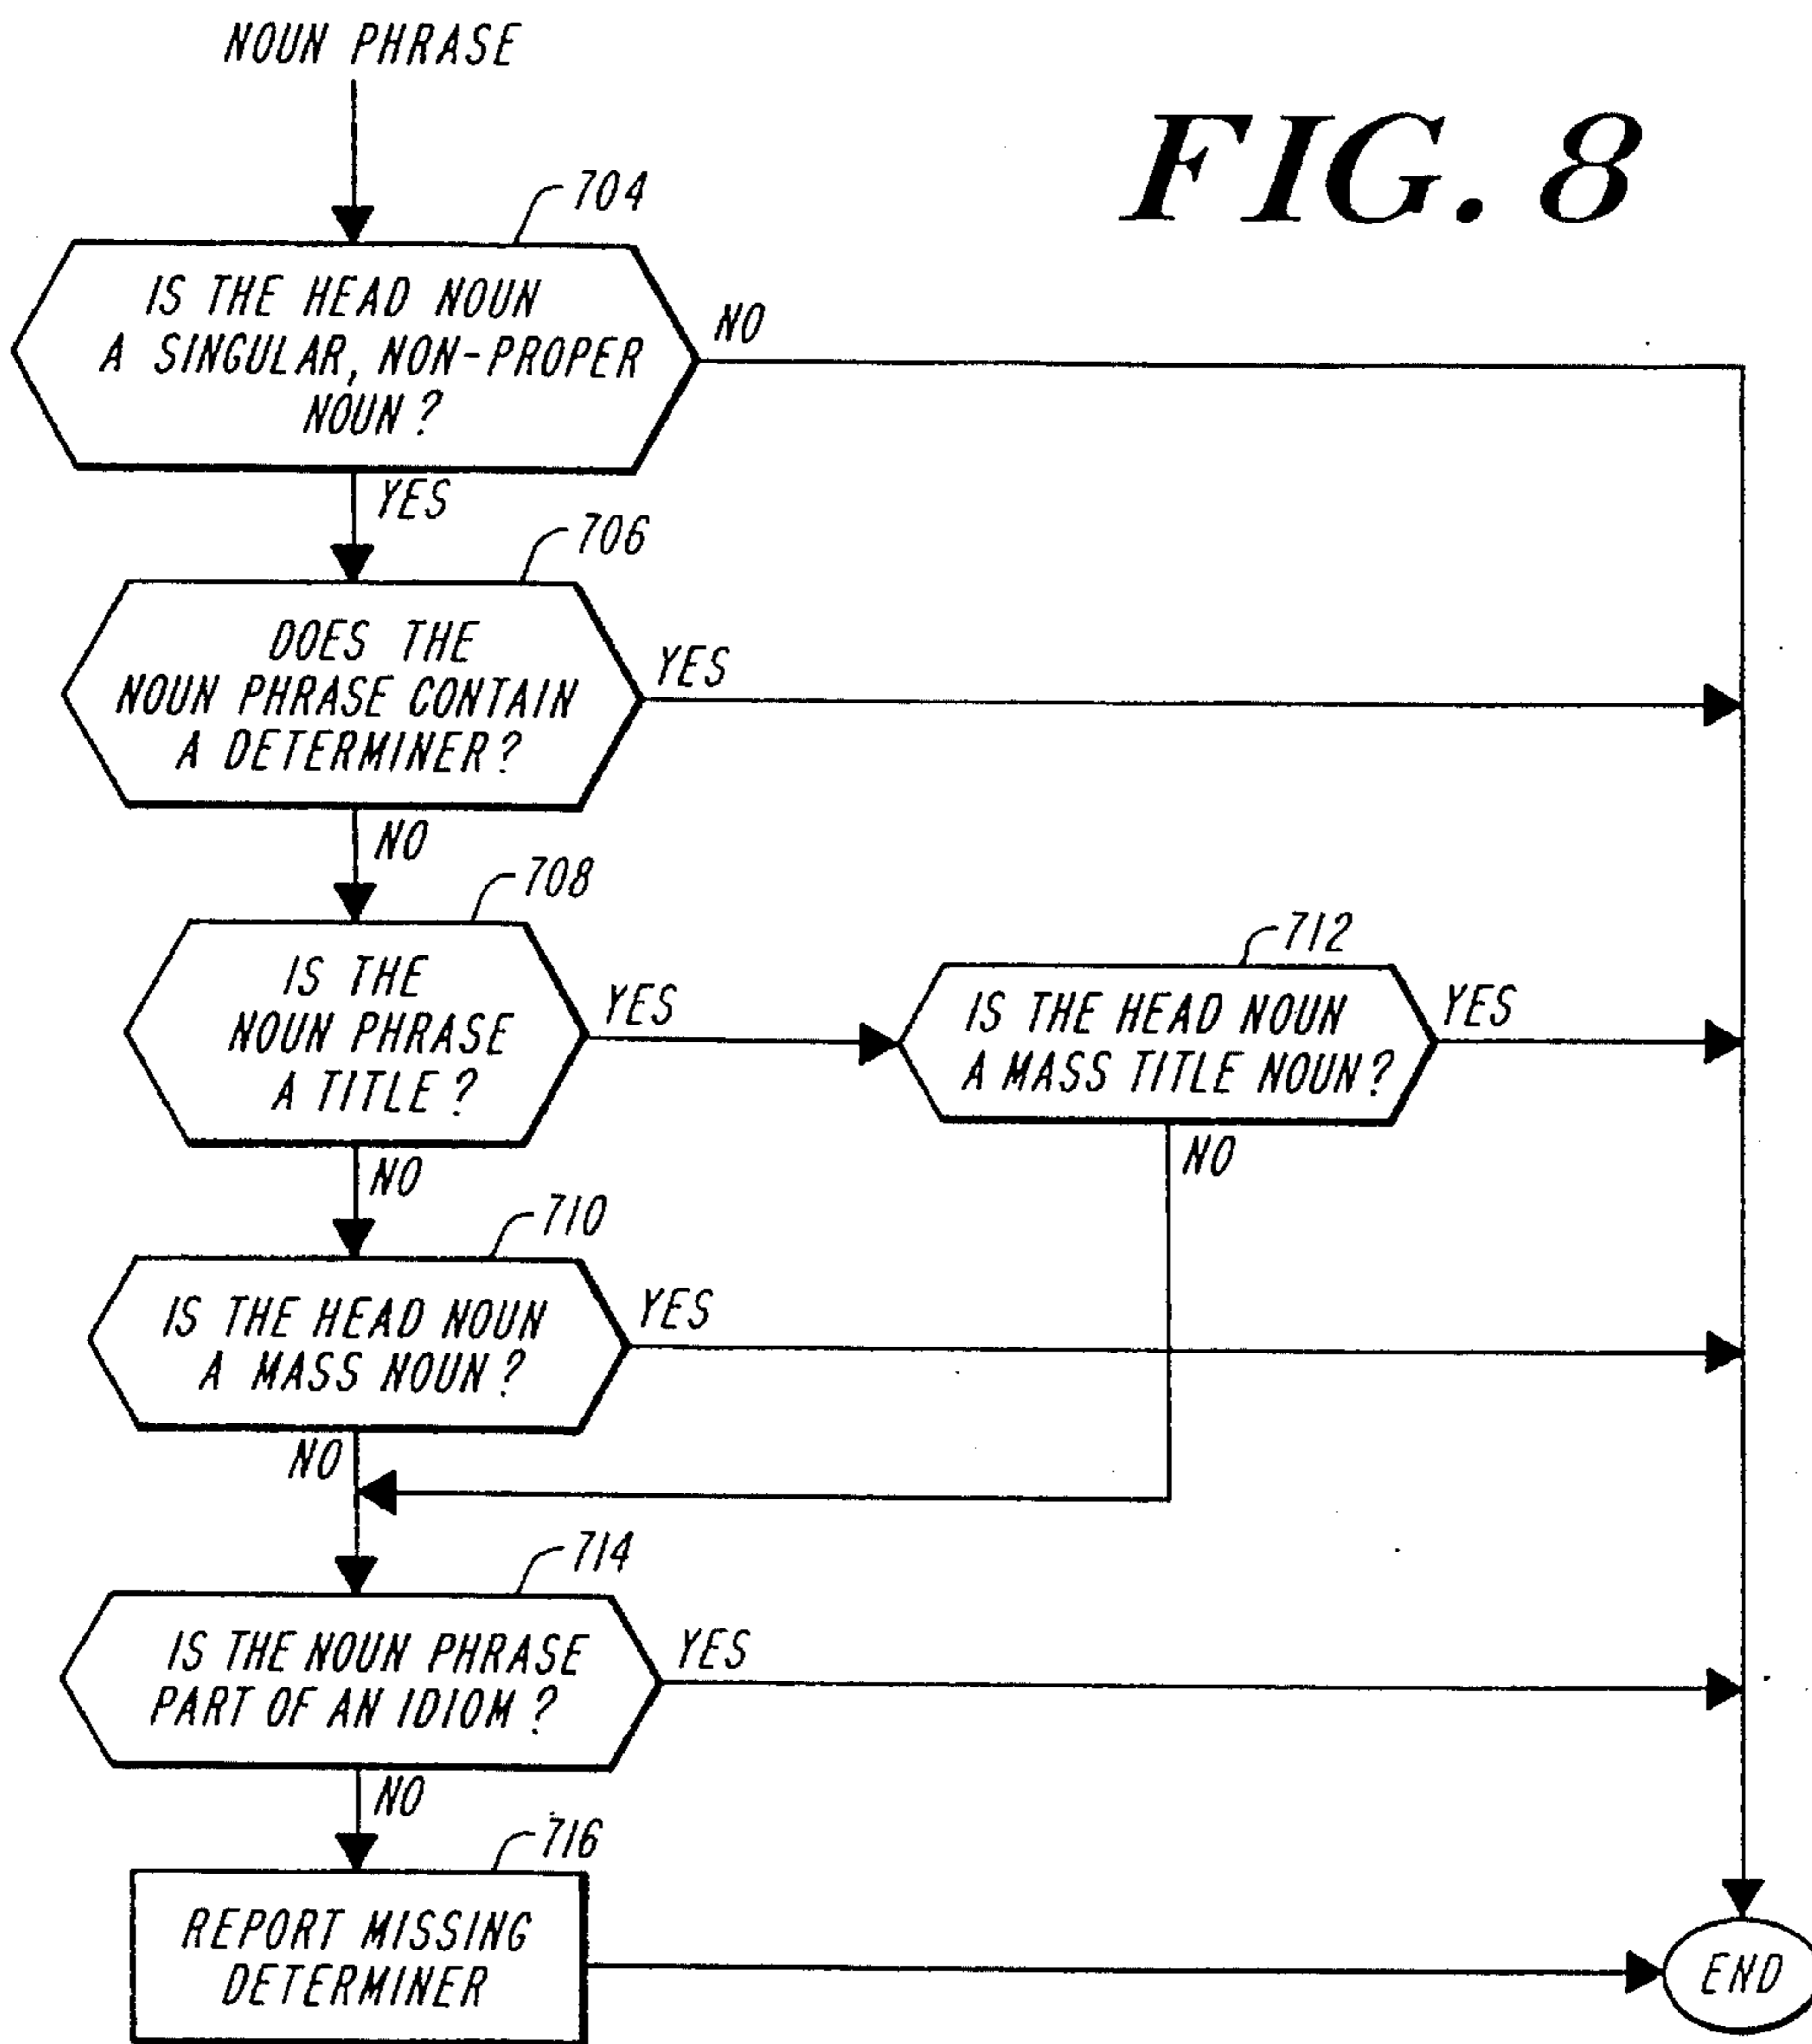 NOUN PHRASE
FIG. 8
704
IS THE HEAD NOUN
A SINGULAR, NON-PROPER
NOUN?
NO
YES
706
DOES THE
NOUN PHRASE CONTAIN
A DETERMINER?
YES
NO
708
IS THE
NOUN PHRASE
A TITLE?
YES
712
IS THE HEAD NOUN
A MASS TITLE NOUN?
YES
NO
NO
710
IS THE HEAD NOUN
A MASS NOUN?
YES
NO
714
IS THE NOUN PHRASE
PART OF AN IDIOM?
YES
NO
716
REPORT MISSING
DETERMINER
END